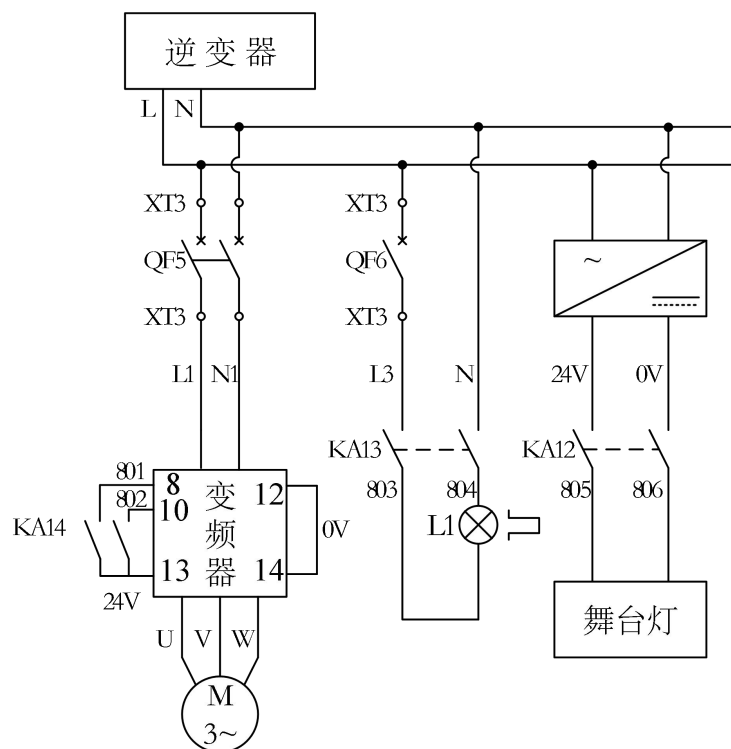 逆变器
L N
XT3 XT3
QF5 QF6 ~
XT3 XT3
L1 N1 L3 N 24V 0V
KA13 KA12
801 8 变 12 803 804 805 806
802 10
KA14 频 0V L1
13 器 14
24V 舞台灯
U V W
M
3~